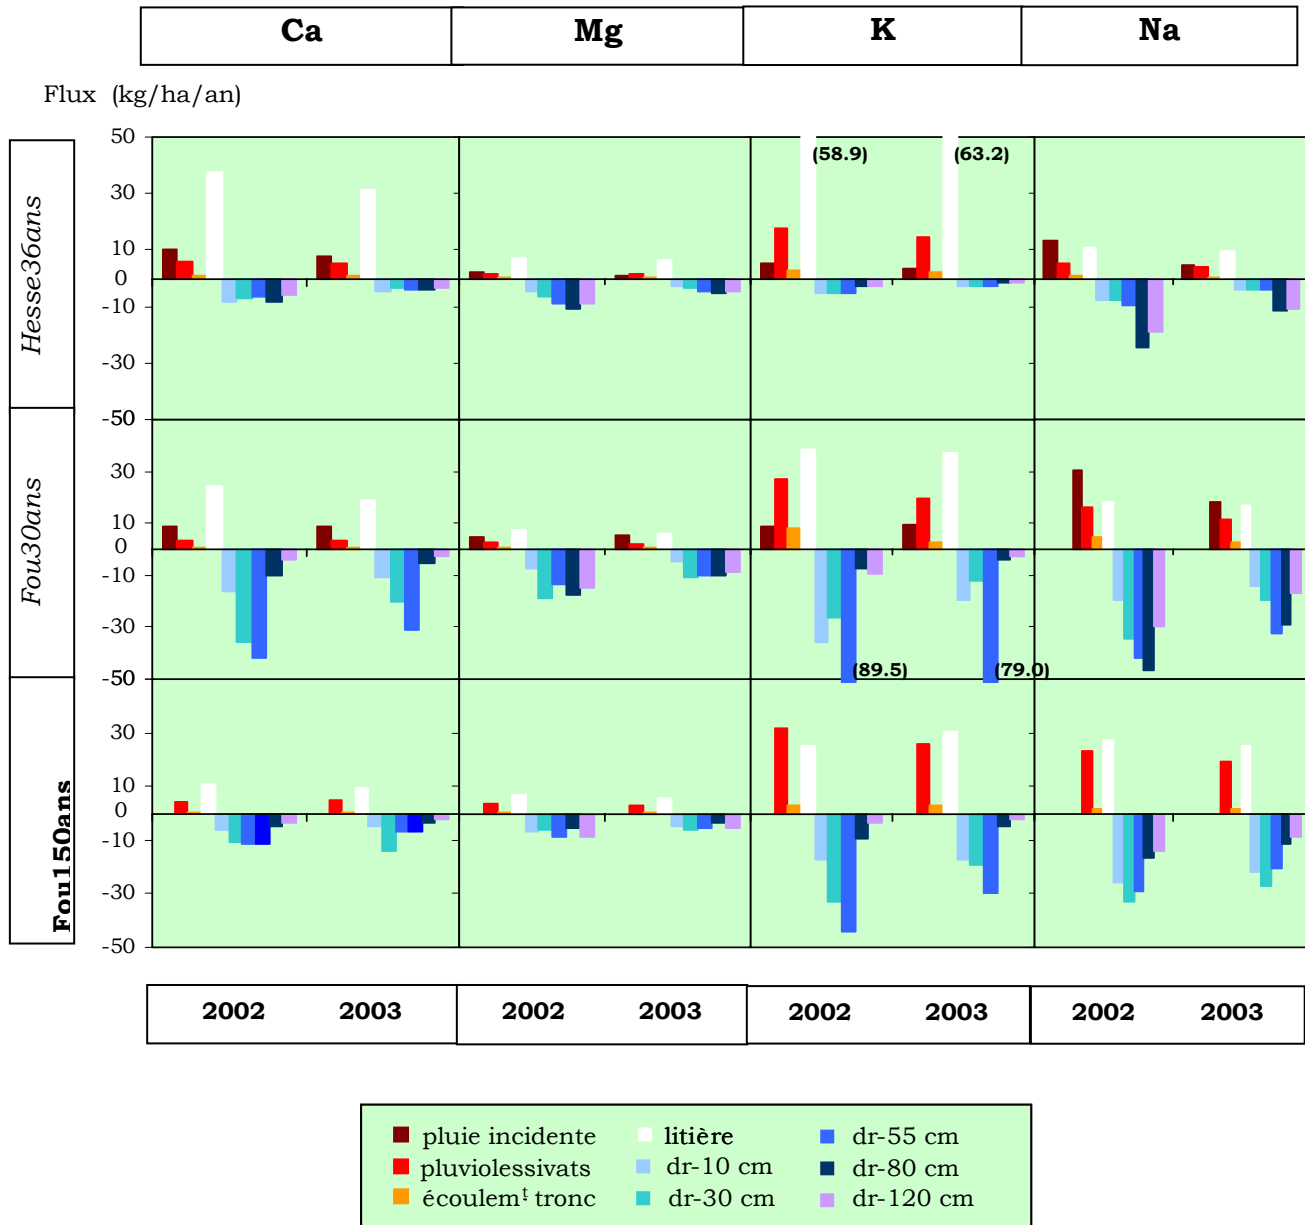 Ca Mg K Na
Flux (kg/ha/an)
Hesse36ans
50
30
10
0
-10
-30
-50
(58.9) (63.2)
Fou30ans
30
10
0
-10
-30
-50
(89.5) (79.0)
Fou150ans
30
10
0
-10
-30
-50
2002 2003 2002 2003 2002 2003 2002 2003
pluie incidente litière dr-55 cm
pluviolessivats dr-10 cm dr-80 cm
écoulemt tronc dr-30 cm dr-120 cm